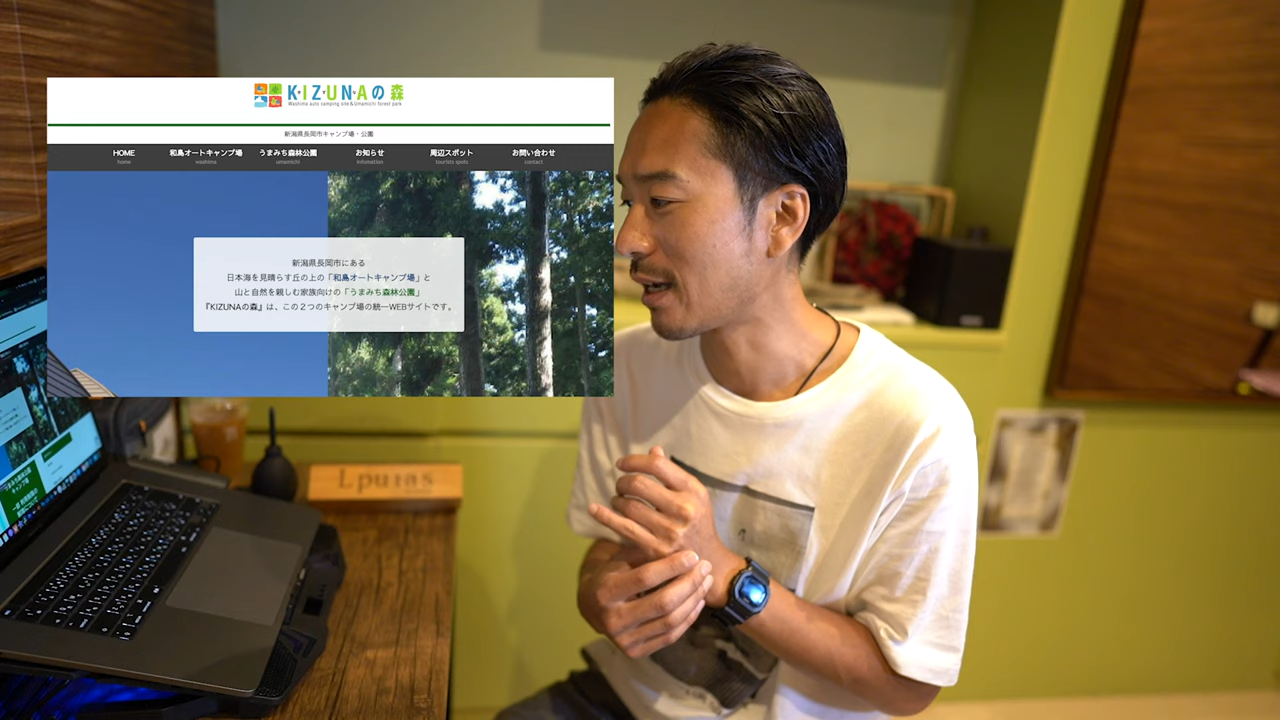 K・I・Z・U・N・Aの森
Washima auto camping site & Umamichi forest park
新潟県長岡市キャンプ場・公園
HOME
home
和島オートキャンプ場
washima
うまみち森林公園
umamichi
お知らせ
infomation
周辺スポット
tourists spots
お問い合わせ
contact
新潟県長岡市にある
日本海を見晴らす丘の上の「和島オートキャンプ場」と
山と自然を親しむ家族向けの「うまみち森林公園」
『KIZUNAの森』は、この２つのキャンプ場の統一WEBサイトです。